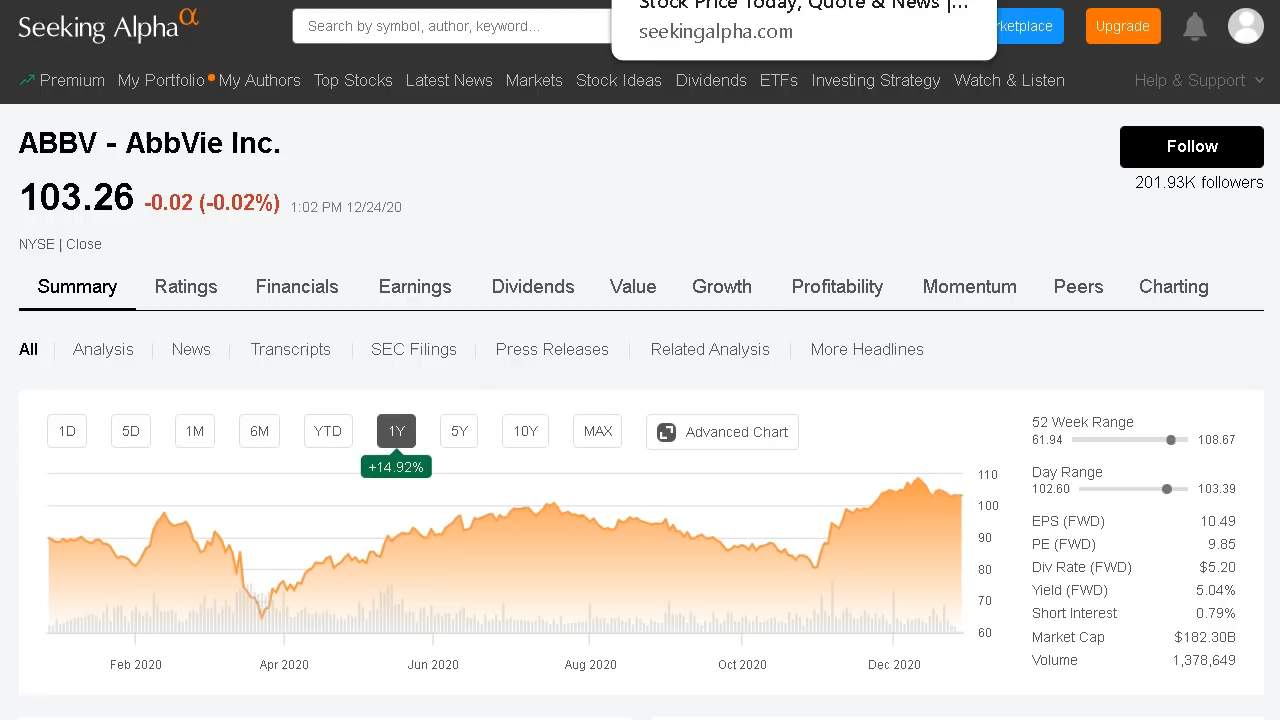 Seeking Alpha α
Search by symbol, author, keyword...
Stock Price Today, Quote & News |...
seekingalpha.com
Upgrade
Premium My Portfolio My Authors Top Stocks Latest News Markets Stock Ideas Dividends ETFs Investing Strategy Watch & Listen Help & Support
ABBV - AbbVie Inc.
Follow
201.93K followers
103.26 -0.02 (-0.02%) 1:02 PM 12/24/20
NYSE | Close
Summary Ratings Financials Earnings Dividends Value Growth Profitability Momentum Peers Charting
All Analysis News Transcripts SEC Filings Press Releases Related Analysis More Headlines
1D 5D 1M 6M YTD 1Y 5Y 10Y MAX Advanced Chart
+14.92%
110
100
90
80
70
60
Feb 2020 Apr 2020 Jun 2020 Aug 2020 Oct 2020 Dec 2020
52 Week Range
61.94 108.67
Day Range
102.60 103.39
EPS (FWD) 10.49
PE (FWD) 9.85
Div Rate (FWD) $5.20
Yield (FWD) 5.04%
Short Interest 0.79%
Market Cap $182.30B
Volume 1,378,649